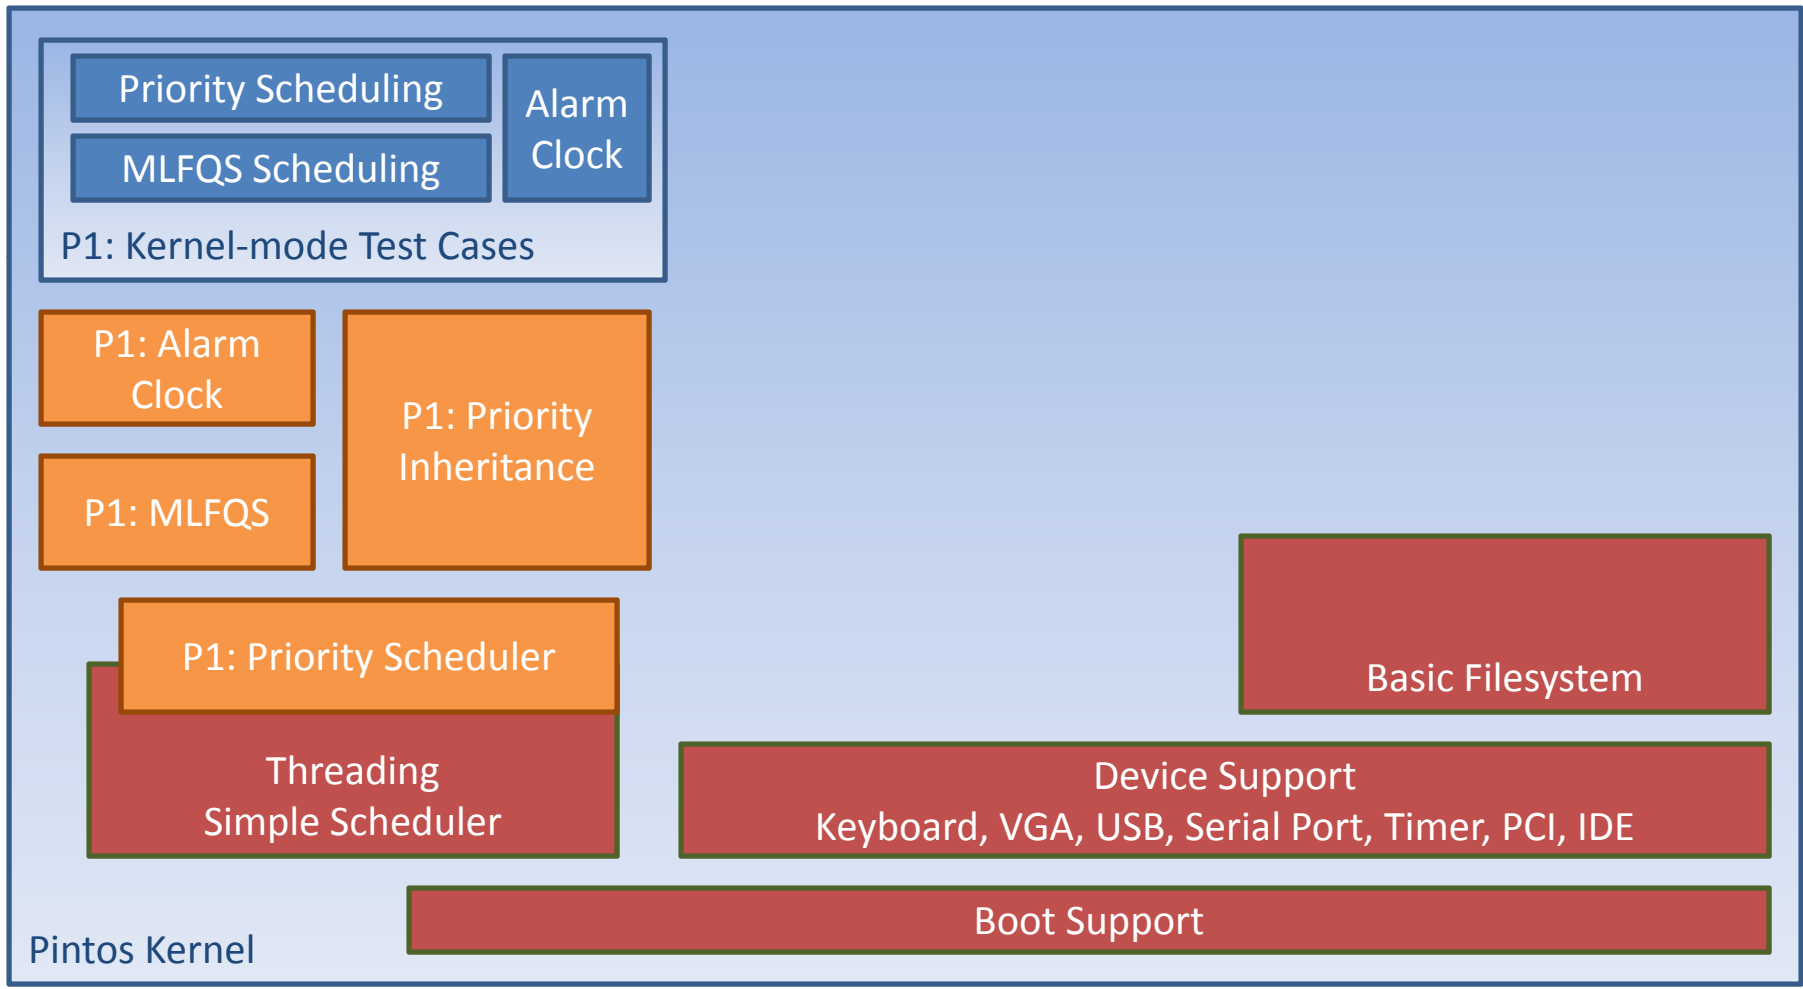 Priority Scheduling
MLFQS Scheduling
Alarm
Clock
P1: Kernel-mode Test Cases
P1: Alarm
Clock
P1: Priority
Inheritance
P1: MLFQS
P1: Priority Scheduler
Threading
Simple Scheduler
Basic Filesystem
Device Support
Keyboard, VGA, USB, Serial Port, Timer, PCI, IDE
Boot Support
Pintos Kernel